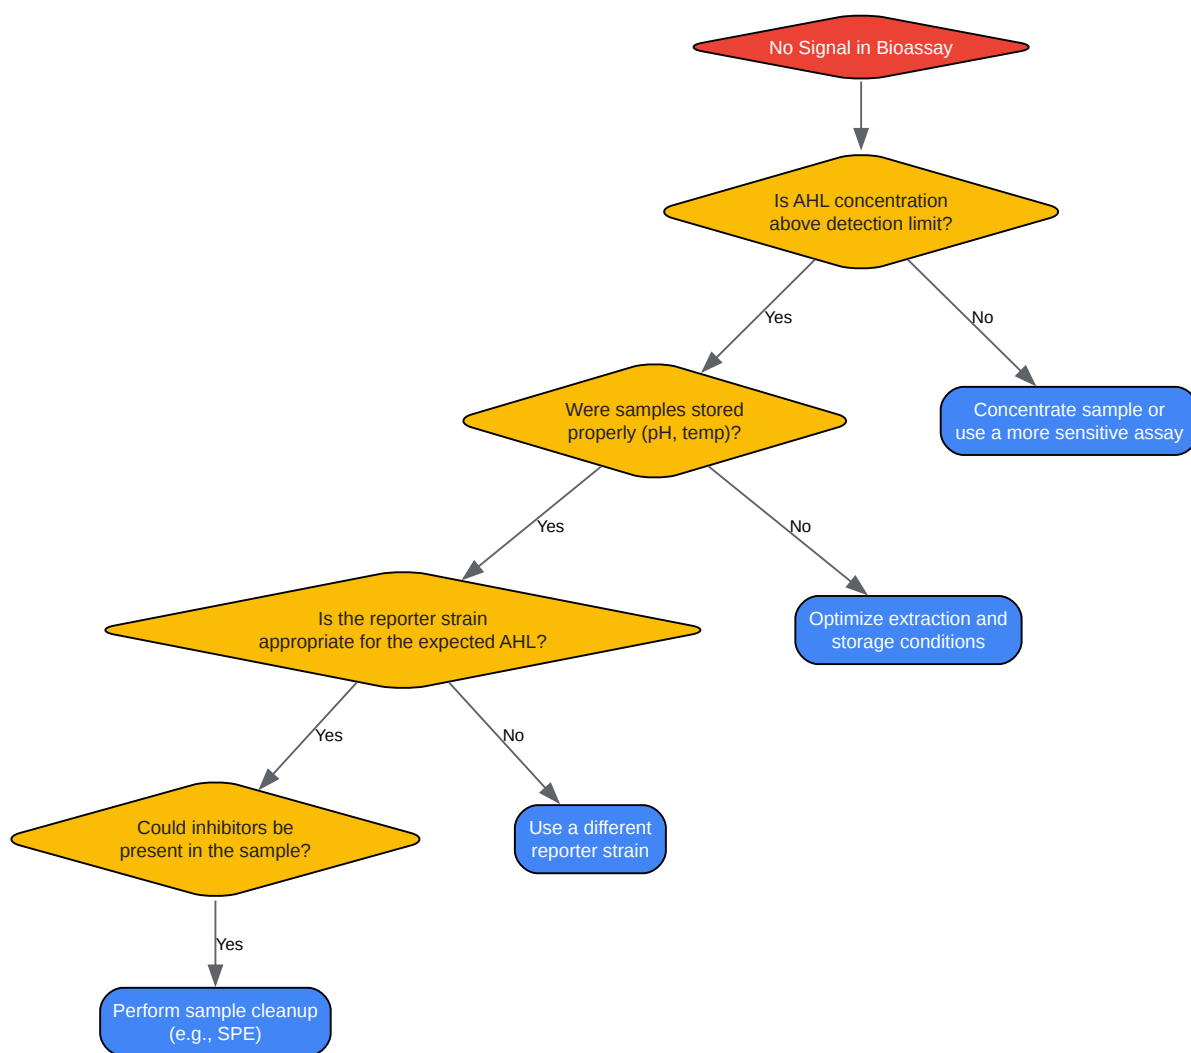 No Signal in Bioassay
Is AHL concentration
above detection limit?
Yes
No
Were samples stored
properly (pH, temp)?
Concentrate sample or
use a more sensitive assay
Yes
No
Is the reporter strain
appropriate for the expected AHL?
Optimize extraction and
storage conditions
Yes
No
Could inhibitors be
present in the sample?
Use a different
reporter strain
Yes
Perform sample cleanup
(e.g., SPE)